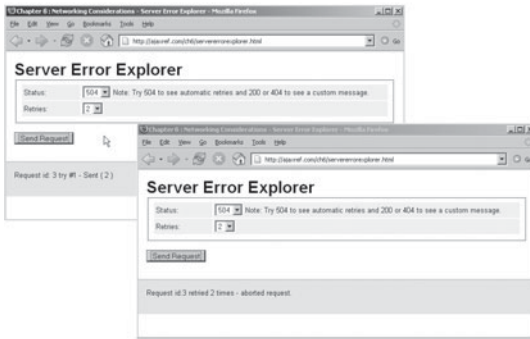 Chapter 6 : Networking Considerations - Server Error Explorer - Mozilla Firefox
File Edit View Go Bookmarks Tools Help
http://ajaxref.com/ch6/servererrorexplorer.html Go
Server Error Explorer
Status: 504 Note: Try 504 to see automatic retries and 200 or 404 to see a custom message.
Retries: 2
Send Request!
Request id: 3 try #1 - Sent ( 2 )
Chapter 6 : Networking Considerations - Server Error Explorer - Mozilla Firefox
File Edit View Go Bookmarks Tools Help
http://ajaxref.com/ch6/servererrorexplorer.html
Server Error Explorer
Status: 504 Note: Try 504 to see automatic retries and 200 or 404 to see a custom message.
Retries: 2
Send Request!
Request id:3 retried 2 times - aborted request